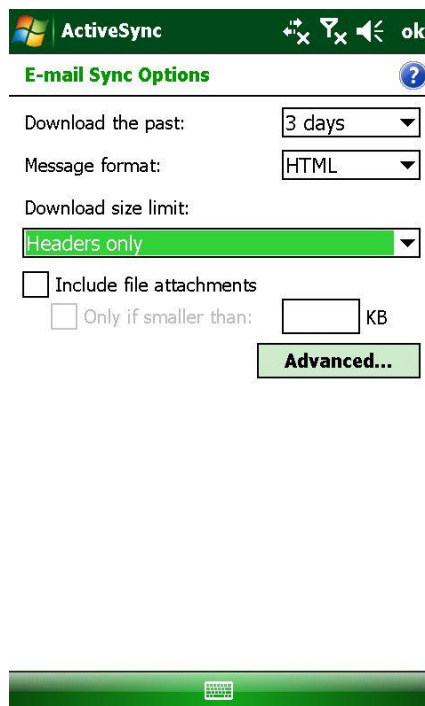 ActiveSync ok
E-mail Sync Options ?
Download the past: 3 days
Message format: HTML
Download size limit:
Headers only
Include file attachments
Only if smaller than: KB
Advanced...